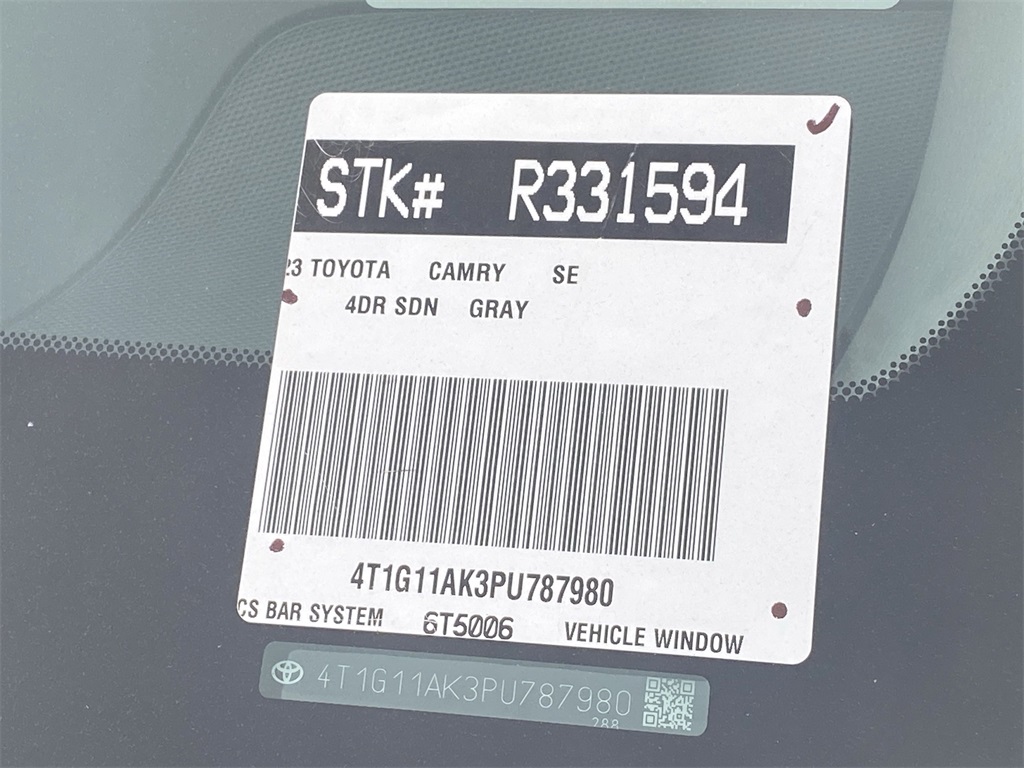 STK# R331594
23 TOYOTA CAMRY SE
4DR SDN GRAY
4T1G11AK3PU787980
CS BAR SYSTEM 6T5006 VEHICLE WINDOW
4T1G11AK3PU787980
288